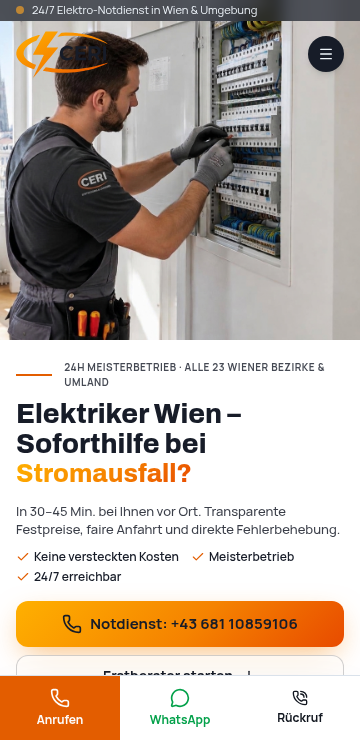 24/7 Elektro-Notdienst in Wien & Umgebung
CERI
24H MEISTERBETRIEB · ALLE 23 WIENER BEZIRKE &
UMLAND
Elektriker Wien –
Soforthilfe bei
Stromausfall?
In 30–45 Min. bei Ihnen vor Ort. Transparente
Festpreise, faire Anfahrt und direkte Fehlerbehebung.
Keine versteckten Kosten Meisterbetrieb
24/7 erreichbar
Notdienst: +43 681 10859106
Anrufen WhatsApp Rückruf